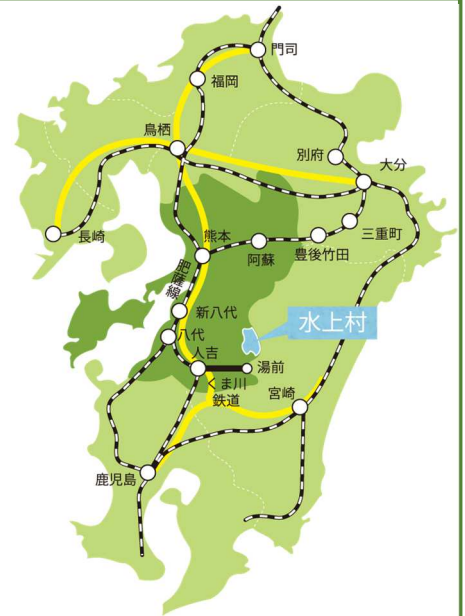 門司
福岡
鳥栖
別府
大分
長崎
熊本
阿蘇
豊後竹田
三重町
肥薩線
新八代
水上村
八代
人吉
湯前
くま川
鉄道
宮崎
鹿児島